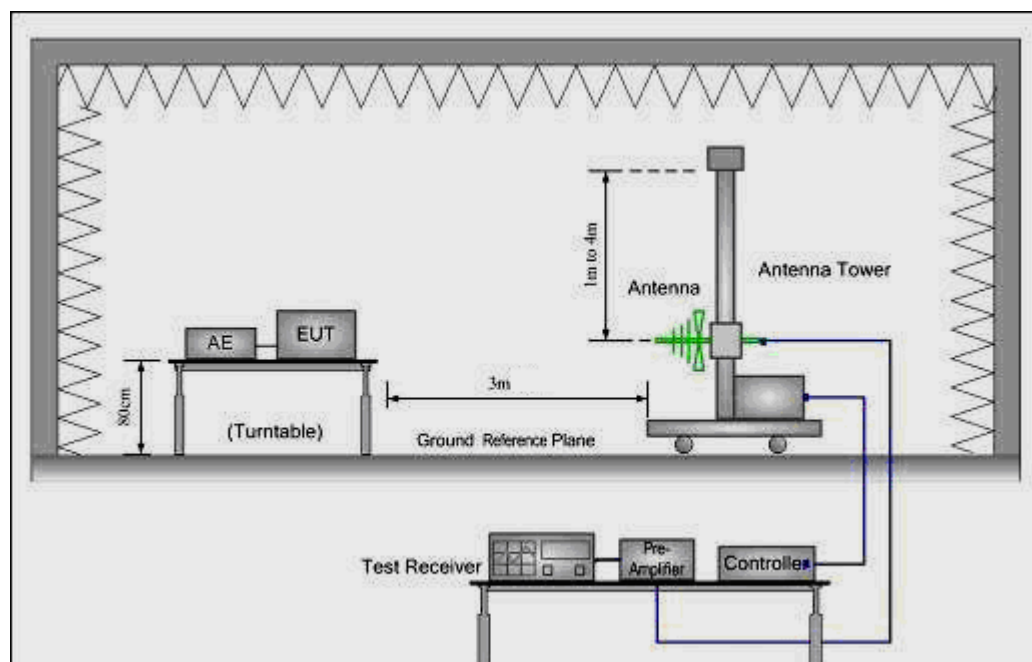 1m to 4m
Antenna Tower
Antenna
AE
EUT
3m
80cm
(Turntable)
Ground Reference Plane
Test Receiver
Pre-
Amplifier
Controller